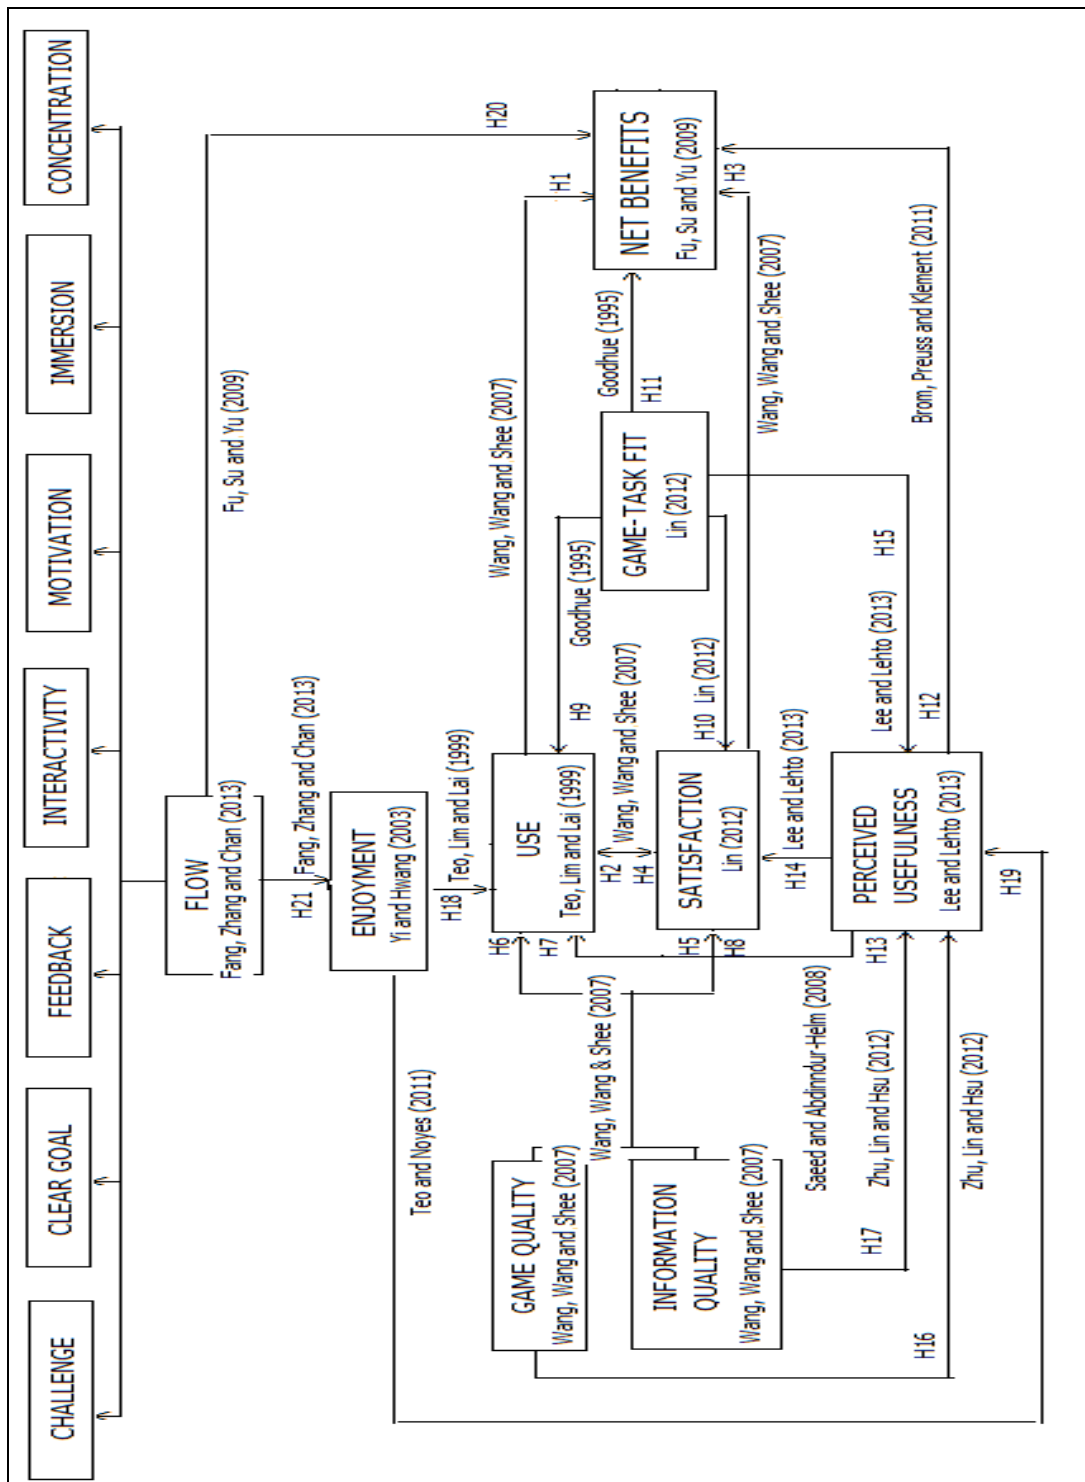 CHALLENGE
CLEAR GOAL
FEEDBACK
INTERACTIVITY
MOTIVATION
IMMERSION
CONCENTRATION
FLOW
Fang, Zhang and Chan (2013)
Fu, Su and Yu (2009)
H20
H21
Fang, Zhang and Chan (2013)
ENJOYMENT
Yi and Hwang (2003)
Teo and Noyes (2011)
H18
Teo, Lim and Lai (1999)
GAME QUALITY
Wang, Wang and Shee (2007)
INFORMATION
QUALITY
Wang, Wang and Shee (2007)
Wang, Wang & Shee (2007)
H6
H7
USE
Teo, Lim and Lai (1999)
Wang, Wang and Shee (2007)
H1
H9
Goodhue (1995)
H2
H4
Wang, Wang and Shee (2007)
GAME-TASK FIT
Lin (2012)
Goodhue (1995)
H11
NET BENEFITS
Fu, Su and Yu (2009)
H5
H8
SATISFACTION
Lin (2012)
H10 Lin (2012)
Wang, Wang and Shee (2007)
H3
H14
Lee and Lehto (2013)
Saeed and Abdinndur-Helm (2008)
H13
PERCEIVED
USEFULNESS
Lee and Lehto (2013)
Lee and Lehto (2013)
H15
H12
Brom, Preuss and Klement (2011)
H17
Zhu, Lin and Hsu (2012)
H16
Zhu, Lin and Hsu (2012)
H19